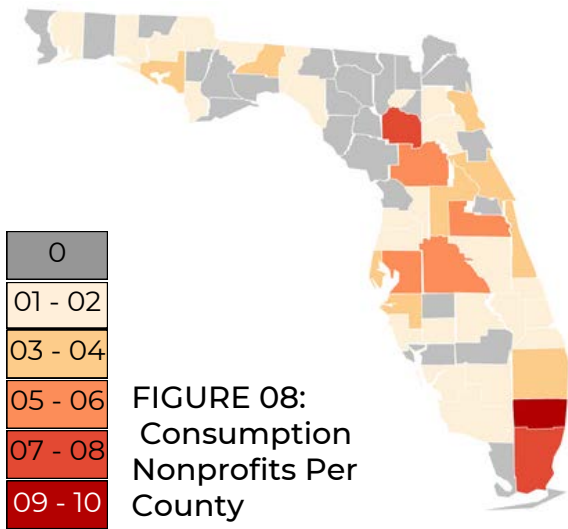 0
01 - 02
03 - 04
05 - 06
07 - 08
09 - 10
FIGURE 08:
Consumption
Nonprofits Per
County